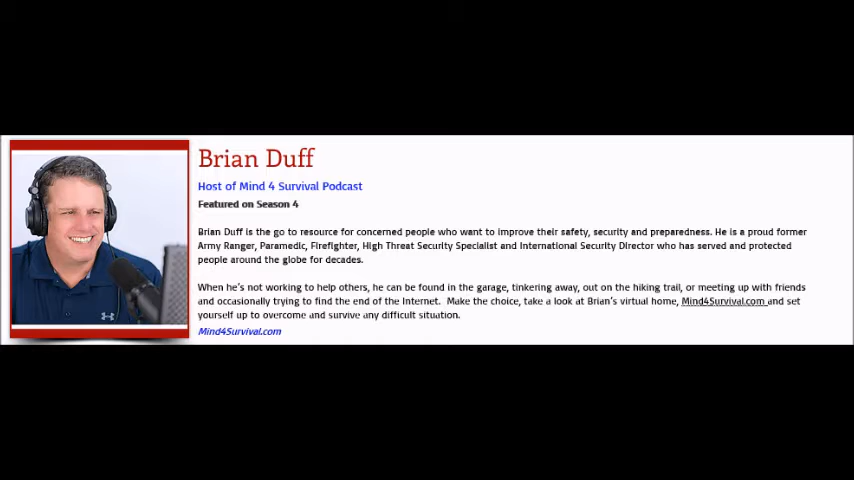 Brian Duff
Host of Mind 4 Survival Podcast
Featured on Season 4
Brian Duff is the go to resource for concerned people who want to improve their safety, security and preparedness. He is a proud former
Army Ranger, Paramedic, Firefighter, High Threat Security Specialist and International Security Director who has served and protected
people around the globe for decades.
When he's not working to help others, he can be found in the garage, tinkering away, out on the hiking trail, or meeting up with friends
and occasionally trying to find the end of the Internet. Make the choice, take a look at Brian's virtual home, Mind4Survival.com and set
yourself up to overcome and survive any difficult situation.
Mind4Survival.com